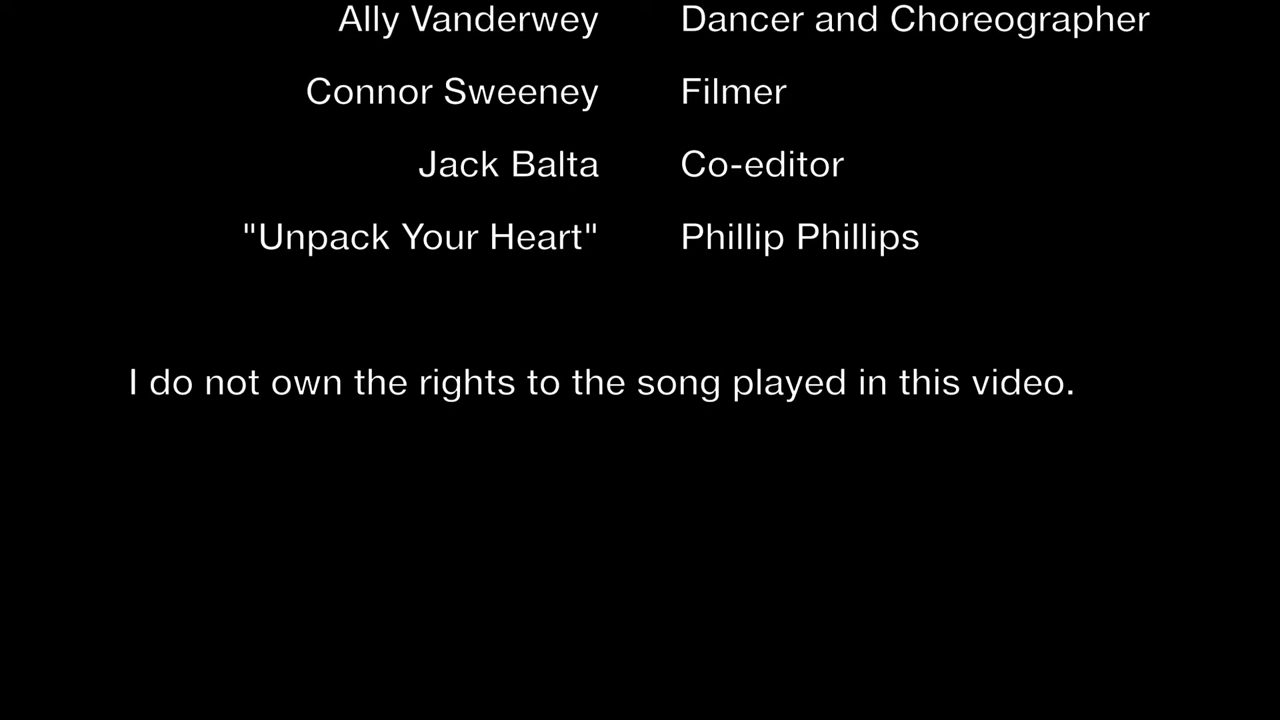 Ally Vanderwey Dancer and Choreographer
Connor Sweeney Filmer
Jack Balta Co-editor
"Unpack Your Heart" Phillip Phillips
I do not own the rights to the song played in this video.